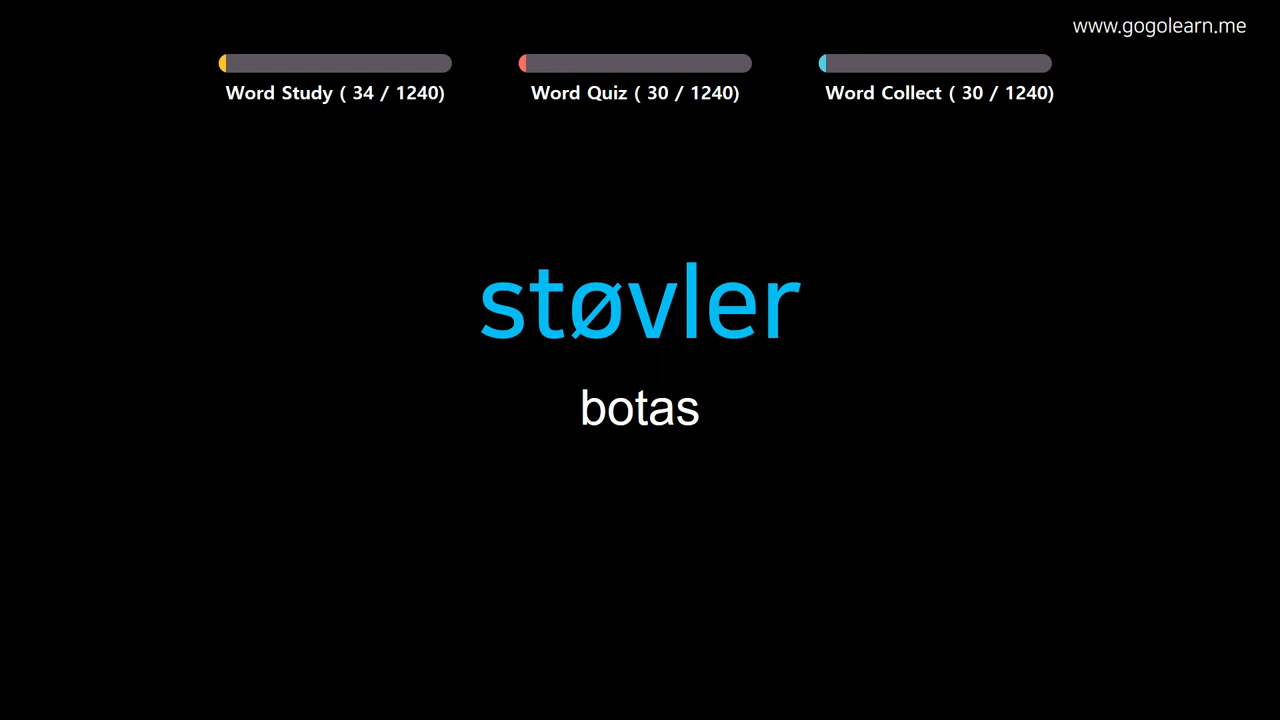 www.gogolearn.me
Word Study ( 34 / 1240)
Word Quiz ( 30 / 1240)
Word Collect ( 30 / 1240)
støvler
botas